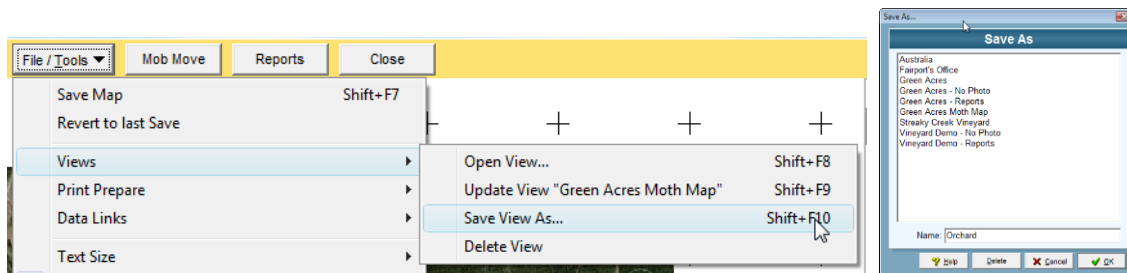 File / Tools ▼ Mob Move Reports Close
Save Map Shift+F7
Revert to last Save
Views
Print Prepare
Data Links
Text Size
Open View... Shift+F8
Update View "Green Acres Moth Map" Shift+F9
Save View As... Shift+F10
Delete View
Save As...
Save As
Australia
Fairport's Office
Green Acres
Green Acres - No Photo
Green Acres - Reports
Green Acres Moth Map
Streaky Creek Vineyard
Vineyard Demo - No Photo
Vineyard Demo - Reports
Name: Orchard
Help Delete Cancel OK